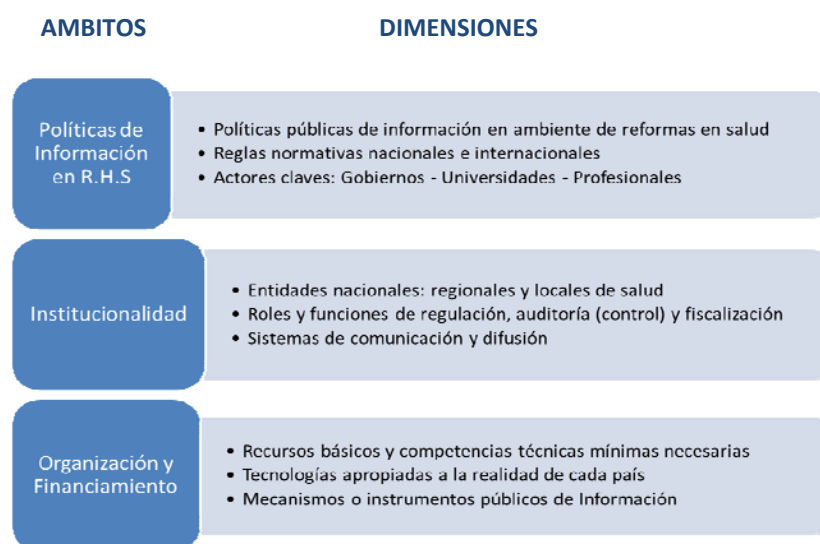 AMBITOS
DIMENSIONES
Políticas de
Información
en R.H.S
• Políticas públicas de información en ambiente de reformas en salud
• Reglas normativas nacionales e internacionales
• Actores claves: Gobiernos - Universidades - Profesionales
Institucionalidad
• Entidades nacionales: regionales y locales de salud
• Roles y funciones de regulación, auditoría (control) y fiscalización
• Sistemas de comunicación y difusión
Organización y
Financiamiento
• Recursos básicos y competencias técnicas mínimas necesarias
• Tecnologías apropiadas a la realidad de cada país
• Mecanismos o instrumentos públicos de Información